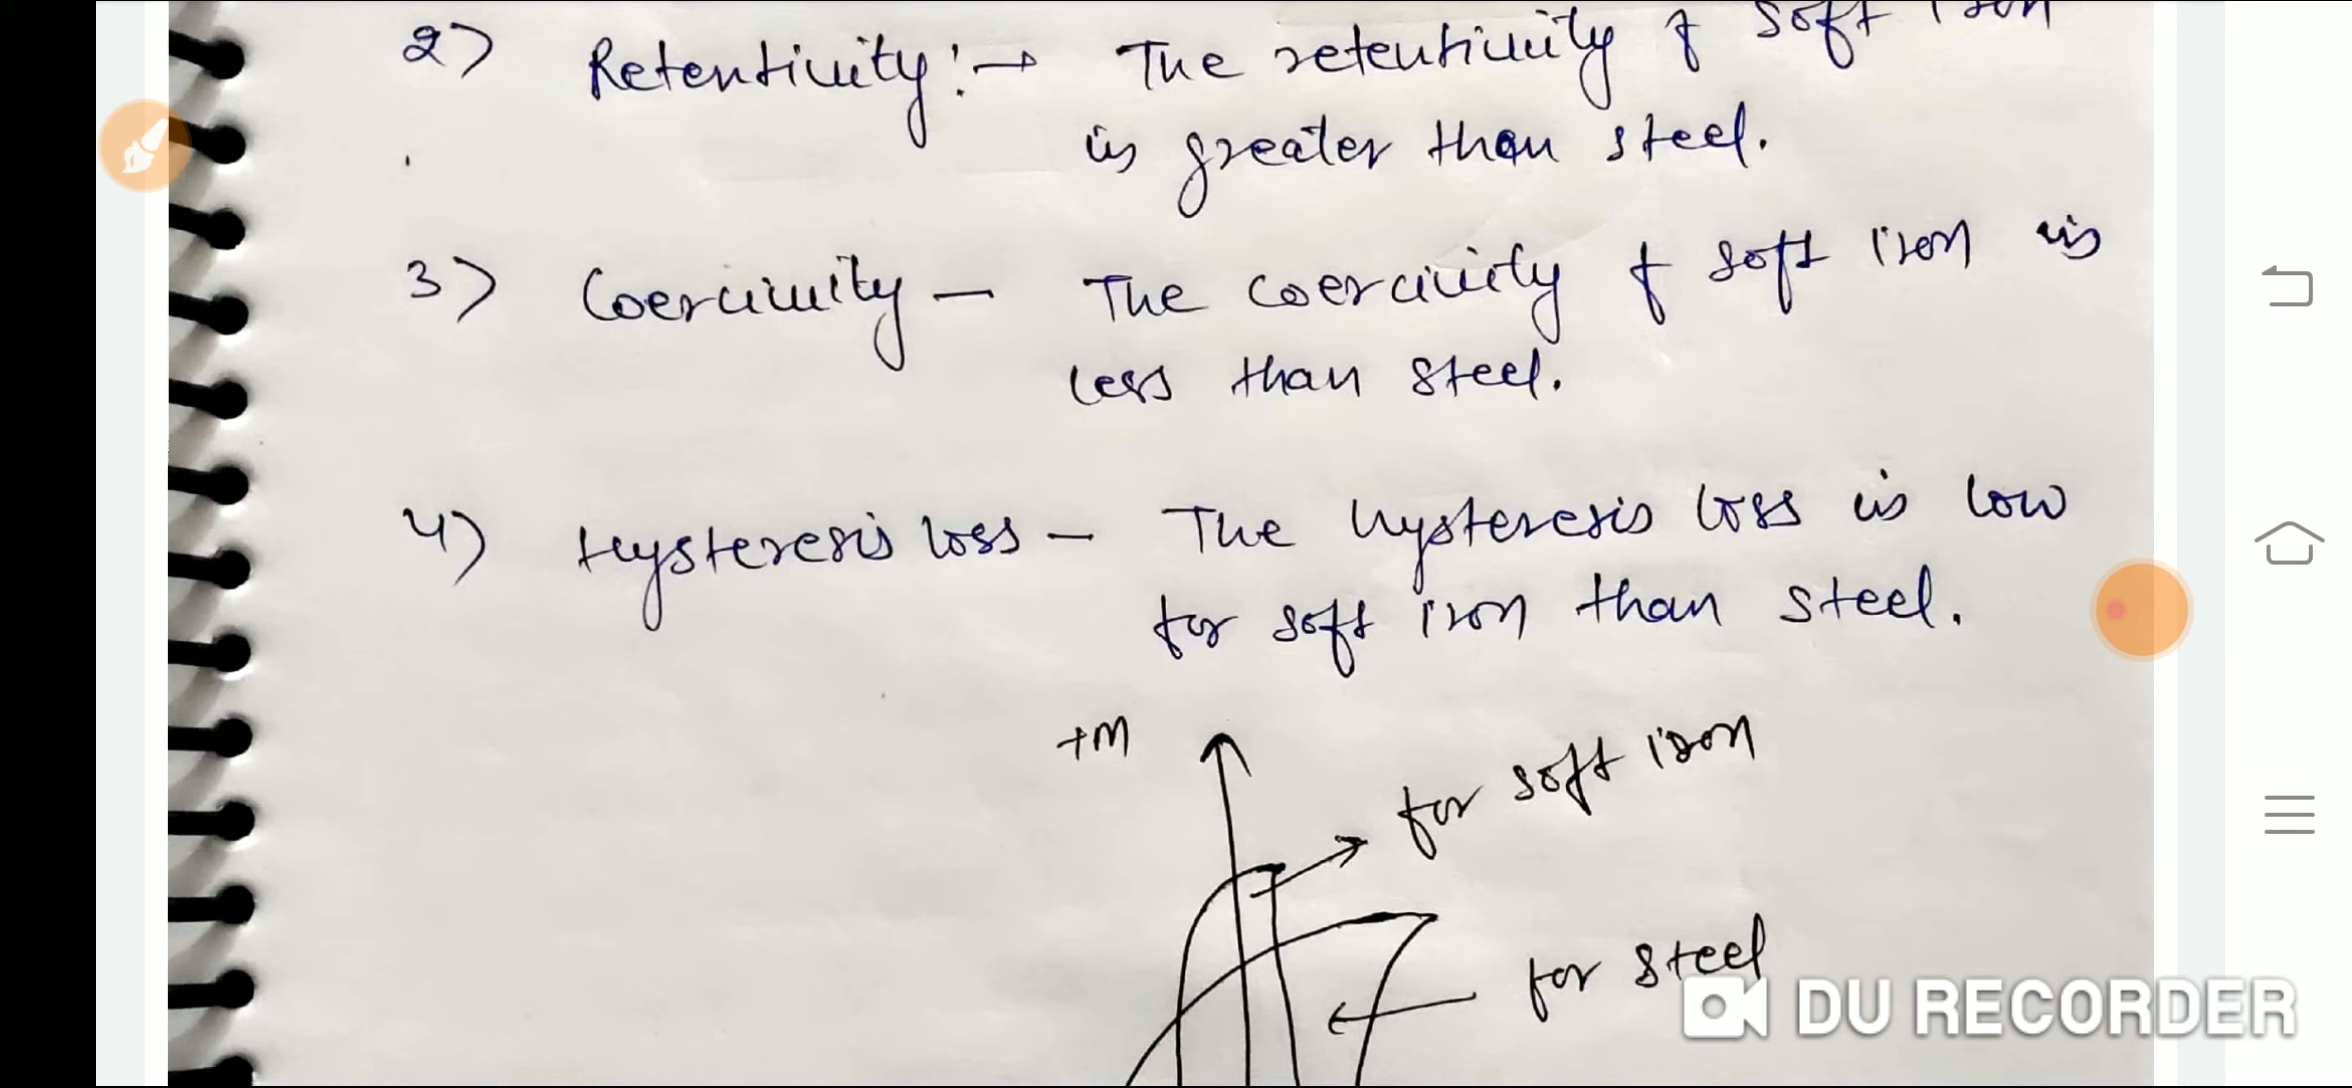 2) Retentivity:→ The retentivity of soft iron
is greater than steel.
3) Coercivity – The coercivity of soft iron is
less than steel.
4) Hysteresis loss – The hysteresis loss is low
for soft iron than steel.
+M
for soft iron
for steel
DU RECORDER